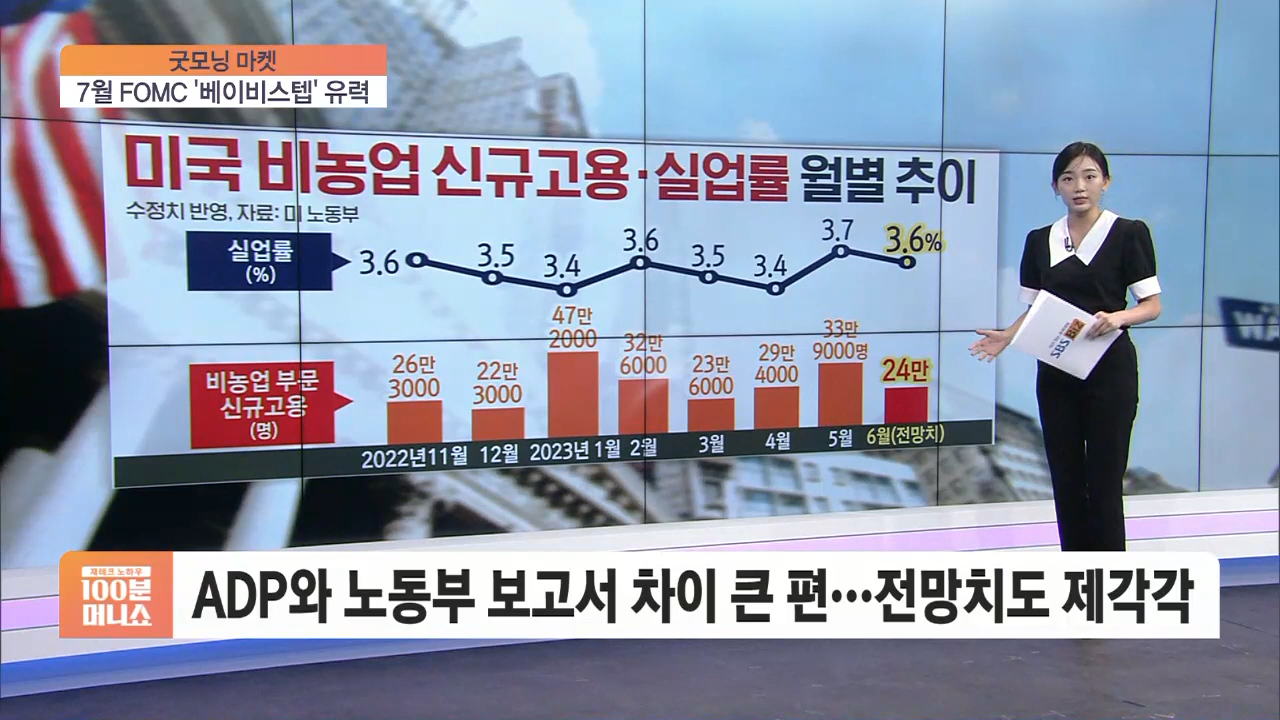 굿모닝 마켓
7월 FOMC '베이비스텝' 유력
미국 비농업 신규고용·실업률 월별 추이
수정치 반영, 자료: 미 노동부
실업률
(%)
3.6 3.5 3.4 3.6 3.5 3.4 3.7 3.6%
비농업 부문
신규고용
(명)
26만
3000
22만
3000
47만
2000
32만
6000
23만
6000
29만
4000
33만
9000명
24만
2022년11월 12월 2023년 1월 2월 3월 4월 5월 6월(전망치)
SBS BIZ
WA
재테크 노하우
100분
머니쇼
ADP와 노동부 보고서 차이 큰 편…전망치도 제각각